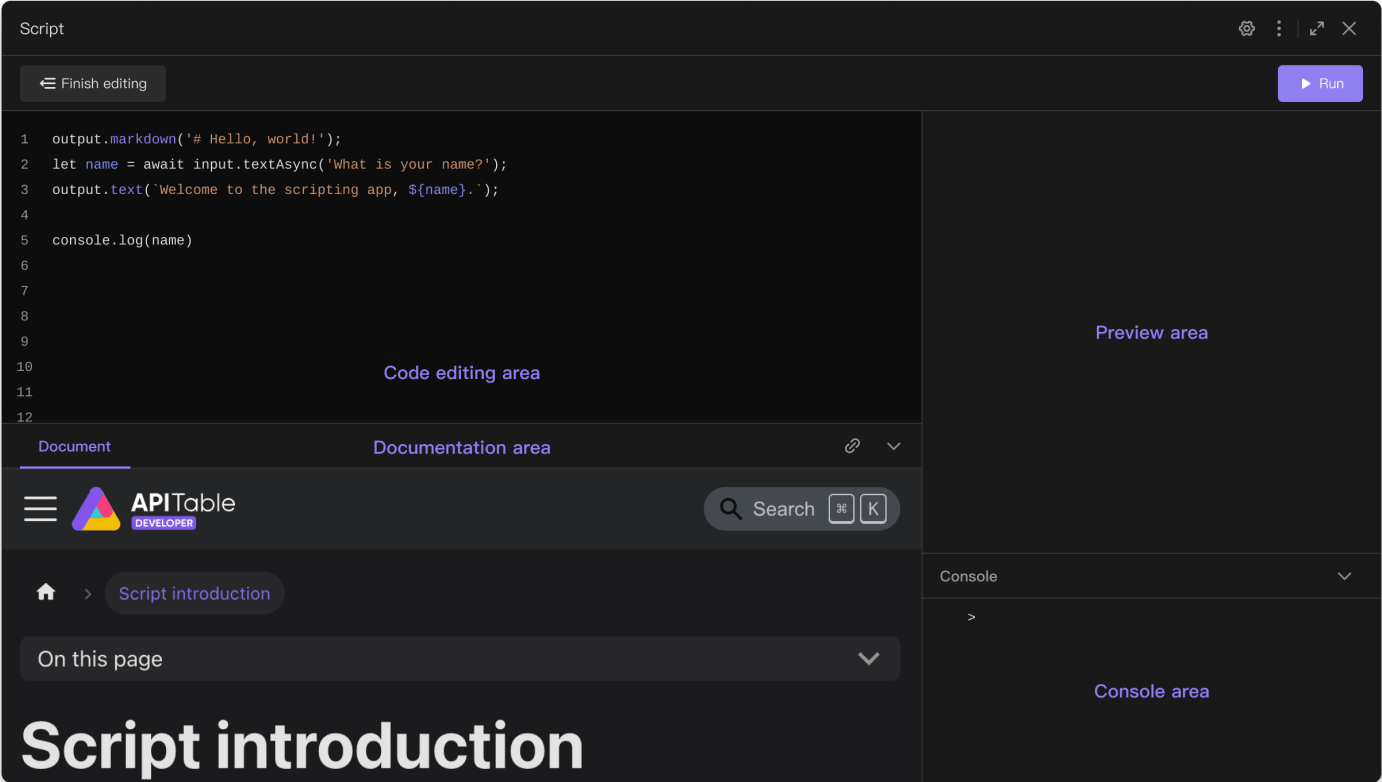 Script
Finish editing
Run
1 output.markdown('# Hello, world!');
2 let name = await input.textAsync('What is your name?');
3 output.text(`Welcome to the scripting app, ${name}.`);
4
5 console.log(name)
6
7
8
9
10
11
12
Code editing area
Preview area
Document
Documentation area
APITable
DEVELOPER
Search ⌘ K
Script introduction
On this page
Script introduction
Console
>
Console area